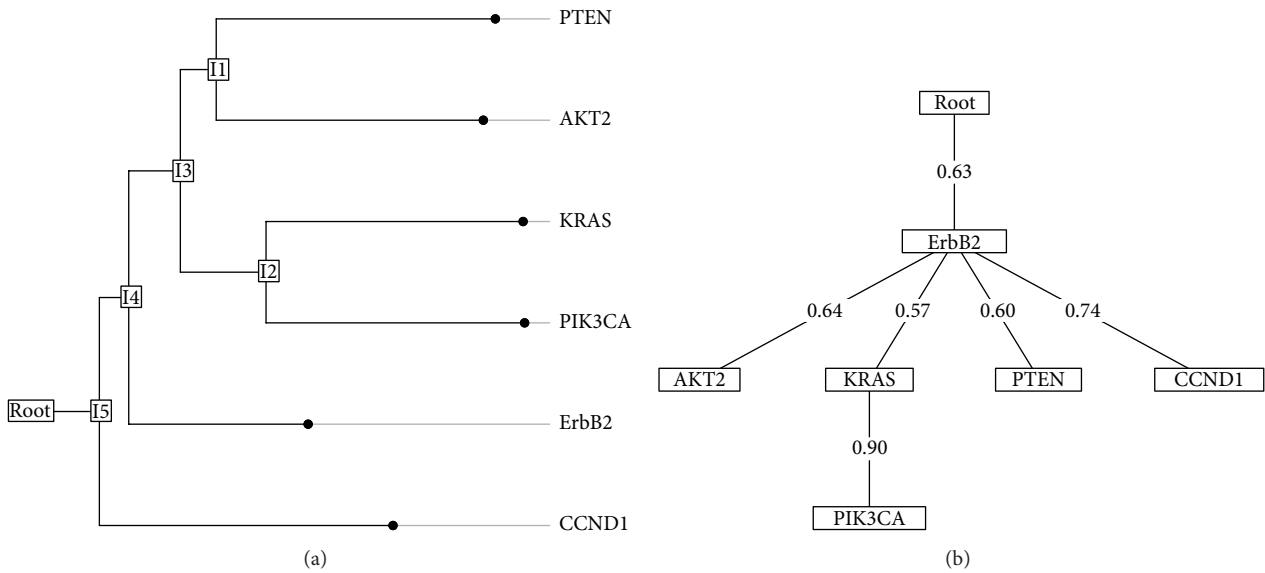 PTEN
I1
AKT2
I3
KRAS
I2
PIK3CA
I4
Root
I5
ErbB2
CCND1
(a)
Root
0.63
ErbB2
0.64 0.57 0.60 0.74
AKT2 KRAS PTEN CCND1
0.90
PIK3CA
(b)